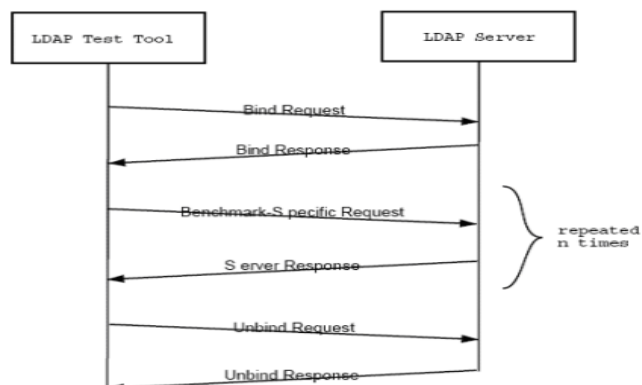 LDAP Test Tool
LDAP Server
Bind Request
Bind Response
Benchmark-S pecific Request
S erver Response
repeated
n times
Unbind Request
Unbind Response